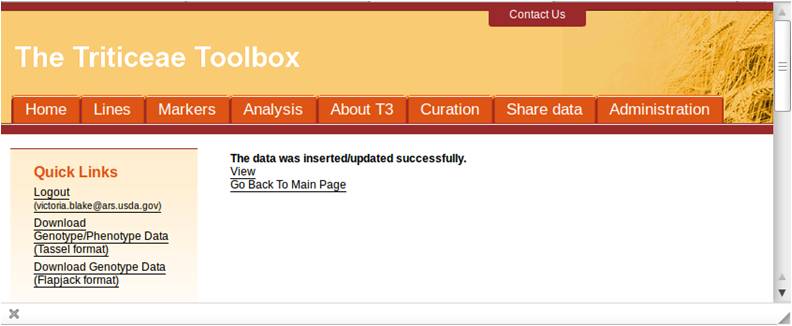 Contact Us
The Triticeae Toolbox
Home Lines Markers Analysis About T3 Curation Share data Administration
Quick Links
Logout
(victoria.blake@ars.usda.gov)
Download
Genotype/Phenotype Data
(Tassel format)
Download Genotype Data
(Flapjack format)
The data was inserted/updated successfully.
View
Go Back To Main Page